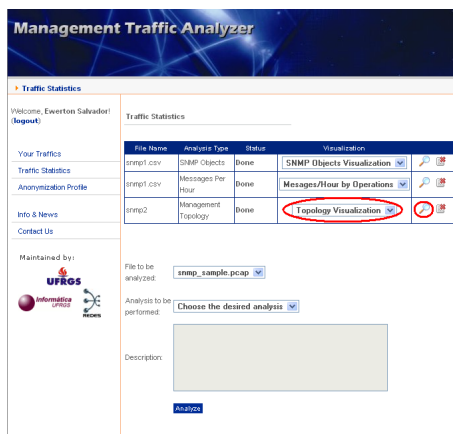 Management Traffic Analyzer
Traffic Statistics
Welcome, Ewerton Salvador!
(logout)
Your Traffics
Traffic Statistics
Anonymization Profile
Info & News
Contact Us
Maintained by:
UFRGS
Informática
UFRGS
REDES
Traffic Statistics
File Name Analysis Type Status Visualization
snmp1.csv SNMP Objects Done SNMP Objects Visualization
snmp1.csv Messages Per Hour Done Mesages/Hour by Operations
snmp2 Management Topology Done Topology Visualization
File to be analyzed: snmp_sample.pcap
Analysis to be performed: Choose the desired analysis
Description:
Analyze